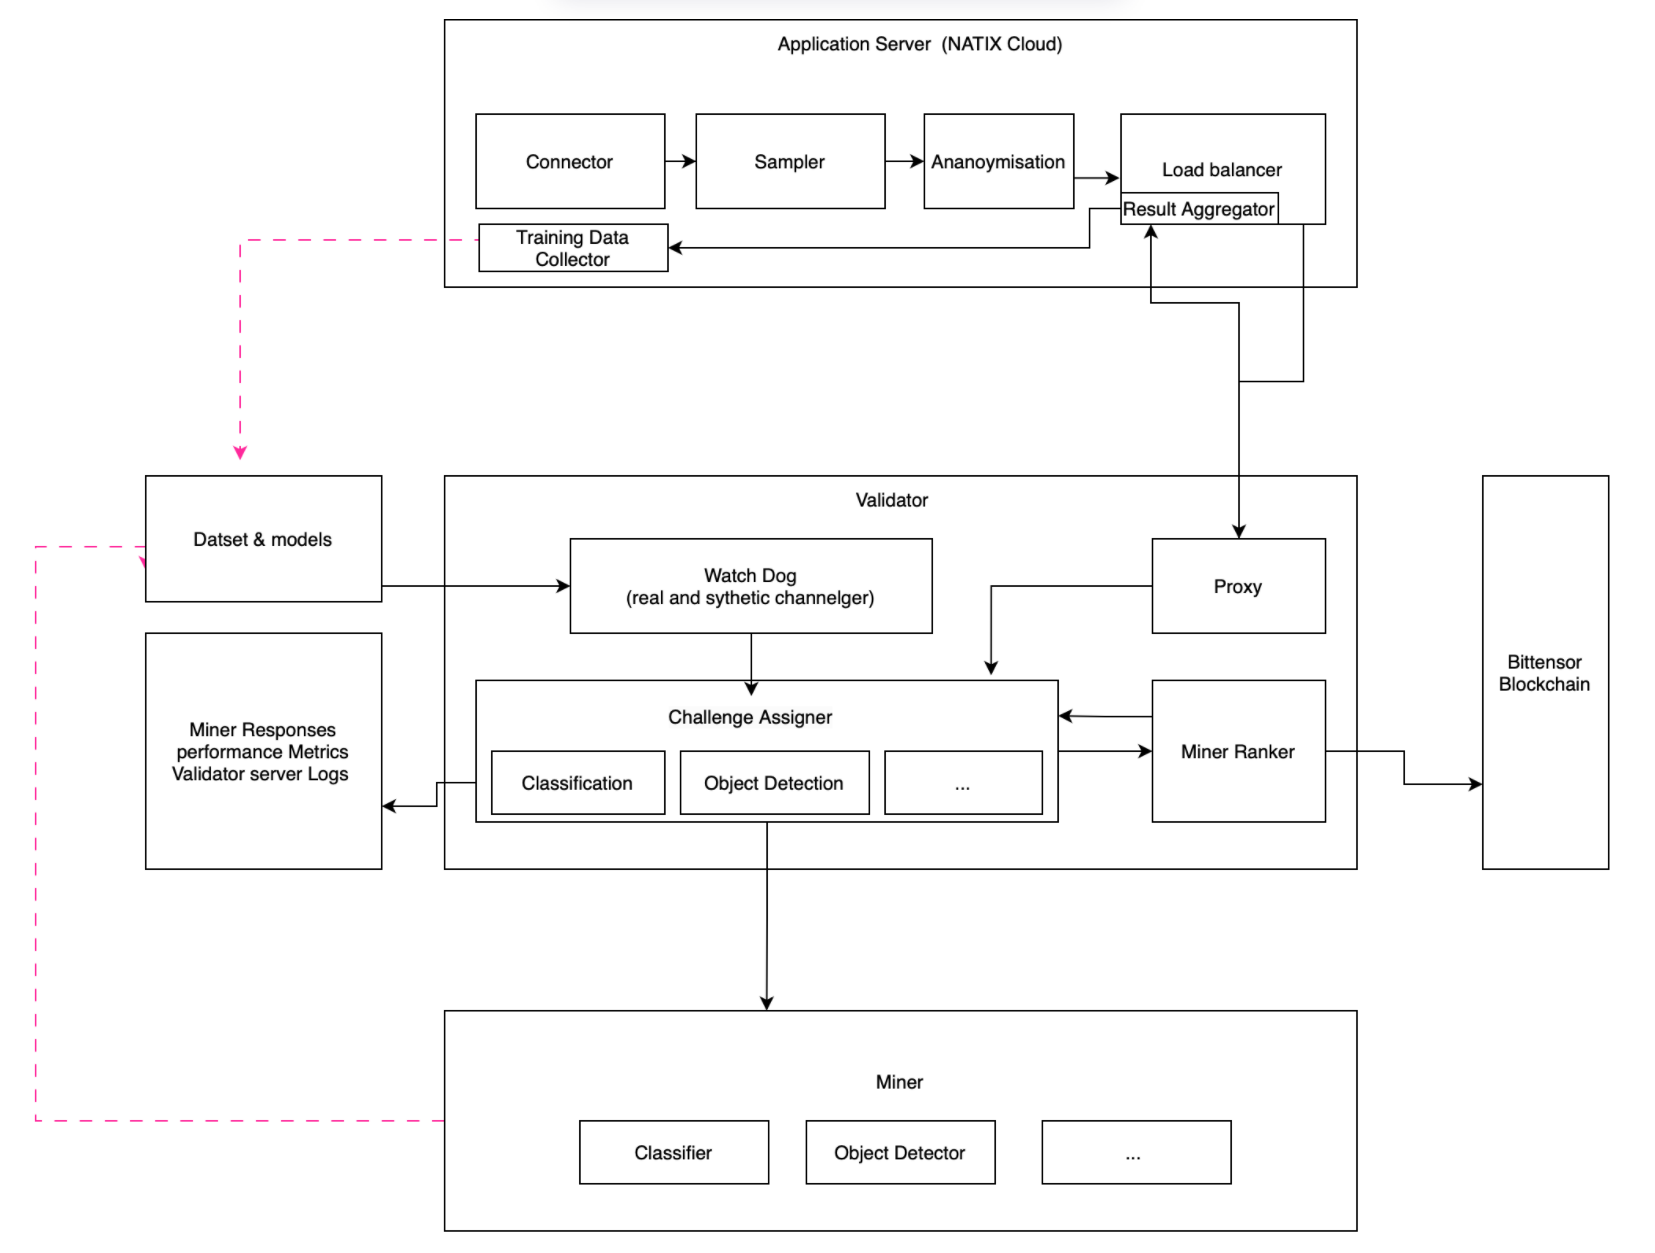 Application Server  (NATIX Cloud)
Connector
Sampler
Ananoymisation
Load balancer
Result Aggregator
Training Data
Collector
Datset & models
Validator
Watch Dog
(real and sythetic channelger)
Proxy
Miner Responses
performance Metrics
Validator server Logs
Challenge Assigner
Classification
Object Detection
...
Miner Ranker
Bittensor
Blockchain
Miner
Classifier
Object Detector
...